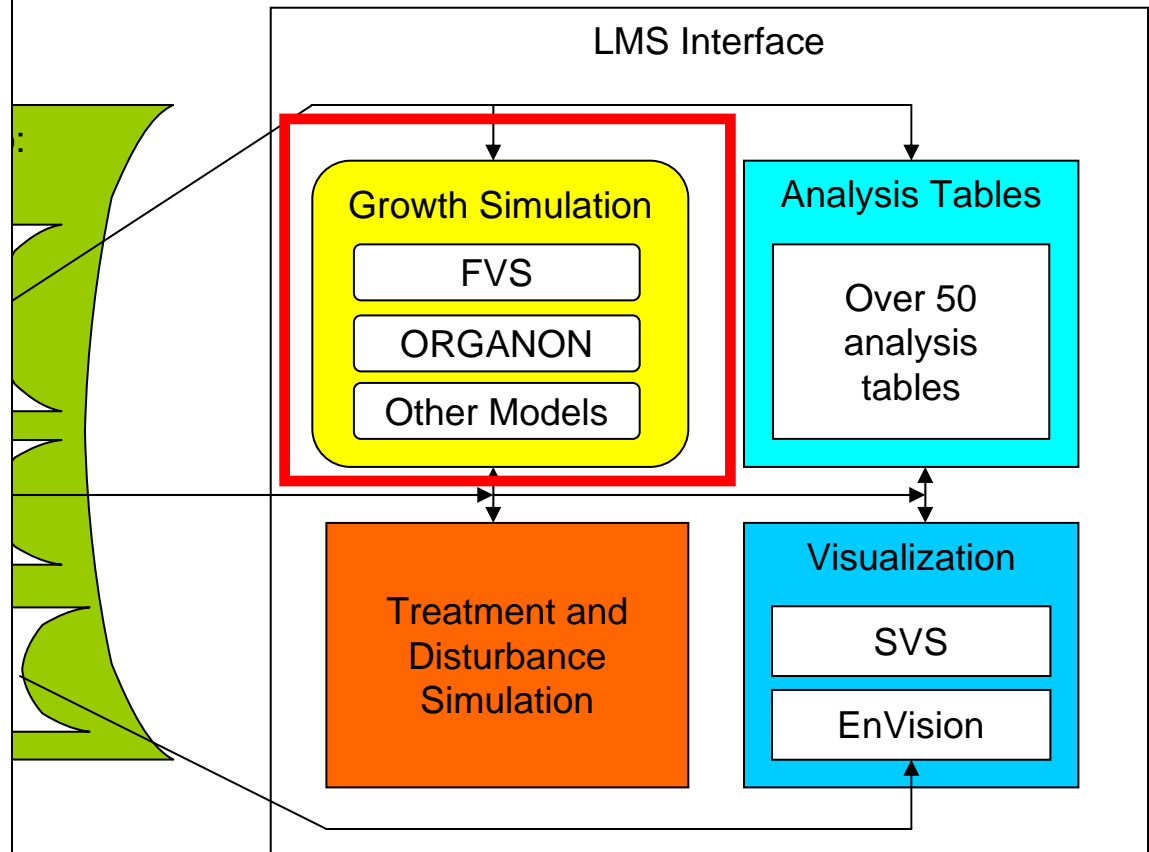 LMS Interface
Growth Simulation
FVS
ORGANON
Other Models
Analysis Tables
Over 50
analysis
tables
Treatment and
Disturbance
Simulation
Visualization
SVS
EnVision